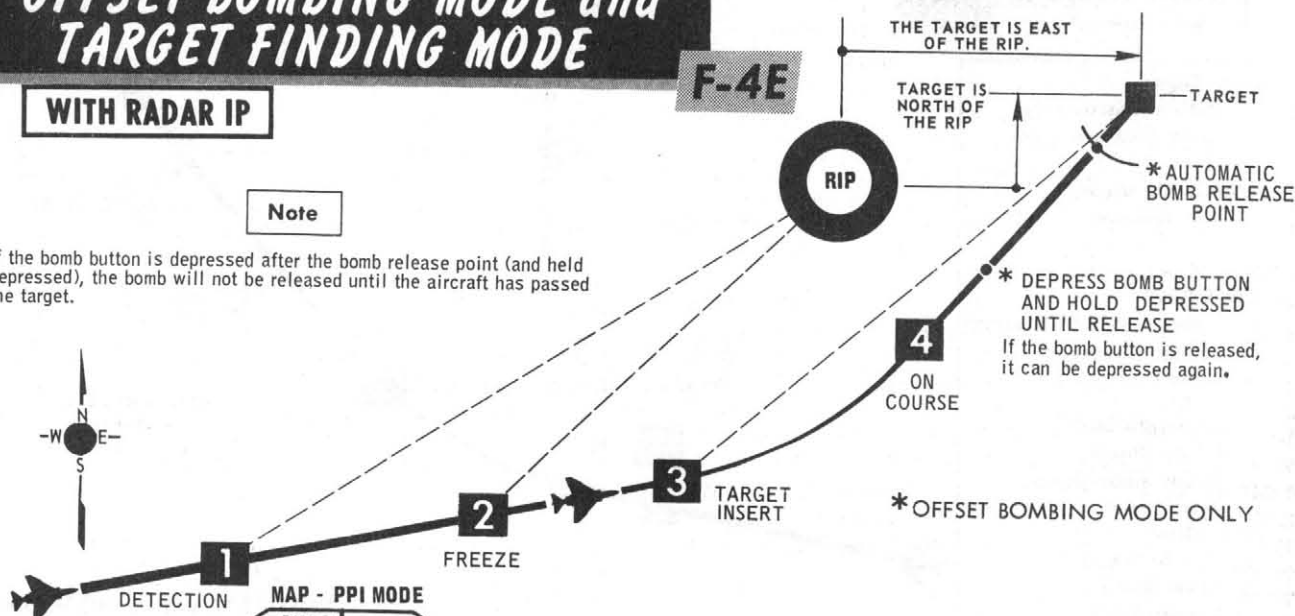 OFFSET BOMBING MODE and
TARGET FINDING MODE
F-4E
WITH RADAR IP
Note
the bomb button is depressed after the bomb release point (and held
the bomb will not be released until the aircraft has passed
target.
THE TARGET IS EAST
OF THE RIP.
TARGET IS
NORTH OF
THE RIP
TARGET
RIP
* AUTOMATIC
BOMB RELEASE
POINT
* DEPRESS BOMB BUTTON
AND HOLD DEPRESSED
UNTIL RELEASE
If the bomb button is released,
it can be depressed again.
N
-W E-
S
4
ON
COURSE
3
TARGET
INSERT
2
FREEZE
1
DETECTION
*OFFSET BOMBING MODE ONLY
MAP - PPI MODE